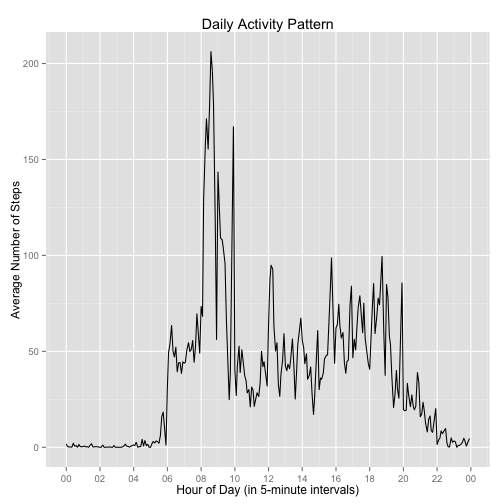 Daily Activity Pattern
200
150
100
50
0
Average Number of Steps
00 02 04 06 08 10 12 14 16 18 20 22 00
Hour of Day (in 5-minute intervals)